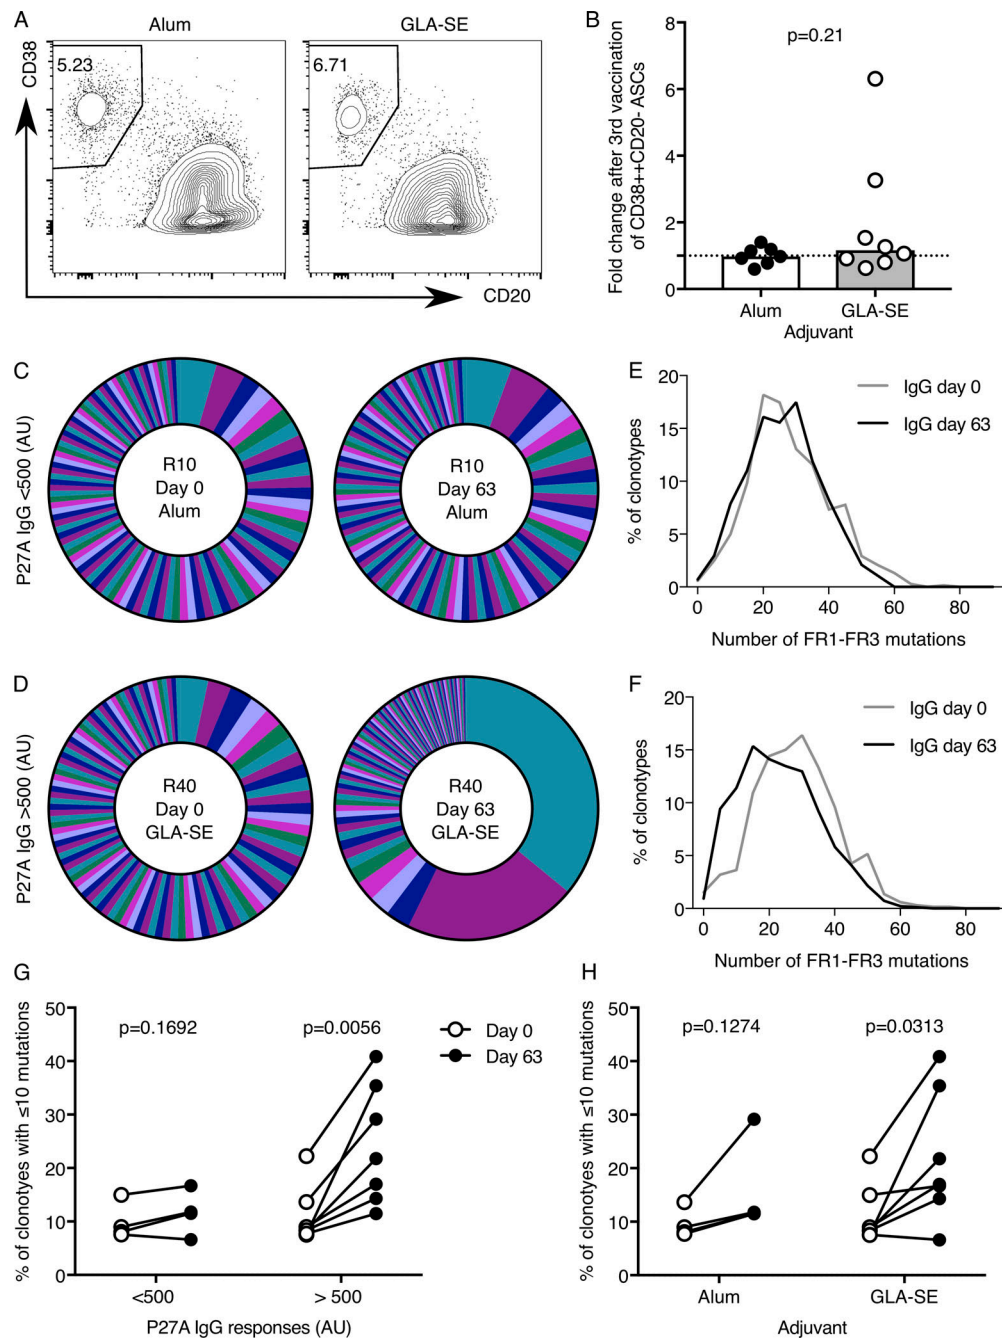 A
Alum
GLA-SE
CD38
5.23
6.71
CD20
B
Fold change after 3rd vaccination
of CD38++CD20- ASCs
8
6
4
2
0
p=0.21
Alum
GLA-SE
Adjuvant
C
P27A IgG <500 (AU)
R10
Day 0
Alum
R10
Day 63
Alum
E
% of clonotypes
20
15
10
5
0
IgG day 0
IgG day 63
0
20
40
60
80
Number of FR1-FR3 mutations
D
P27A IgG >500 (AU)
R40
Day 0
GLA-SE
R40
Day 63
GLA-SE
F
% of clonotypes
20
15
10
5
0
IgG day 0
IgG day 63
0
20
40
60
80
Number of FR1-FR3 mutations
G
% of clonotyes with ≤10 mutations
50
40
30
20
10
0
p=0.1692
p=0.0056
Day 0
Day 63
<500
> 500
P27A IgG responses (AU)
H
% of clonotyes with ≤10 mutations
50
40
30
20
10
0
p=0.1274
p=0.0313
Alum
GLA-SE
Adjuvant